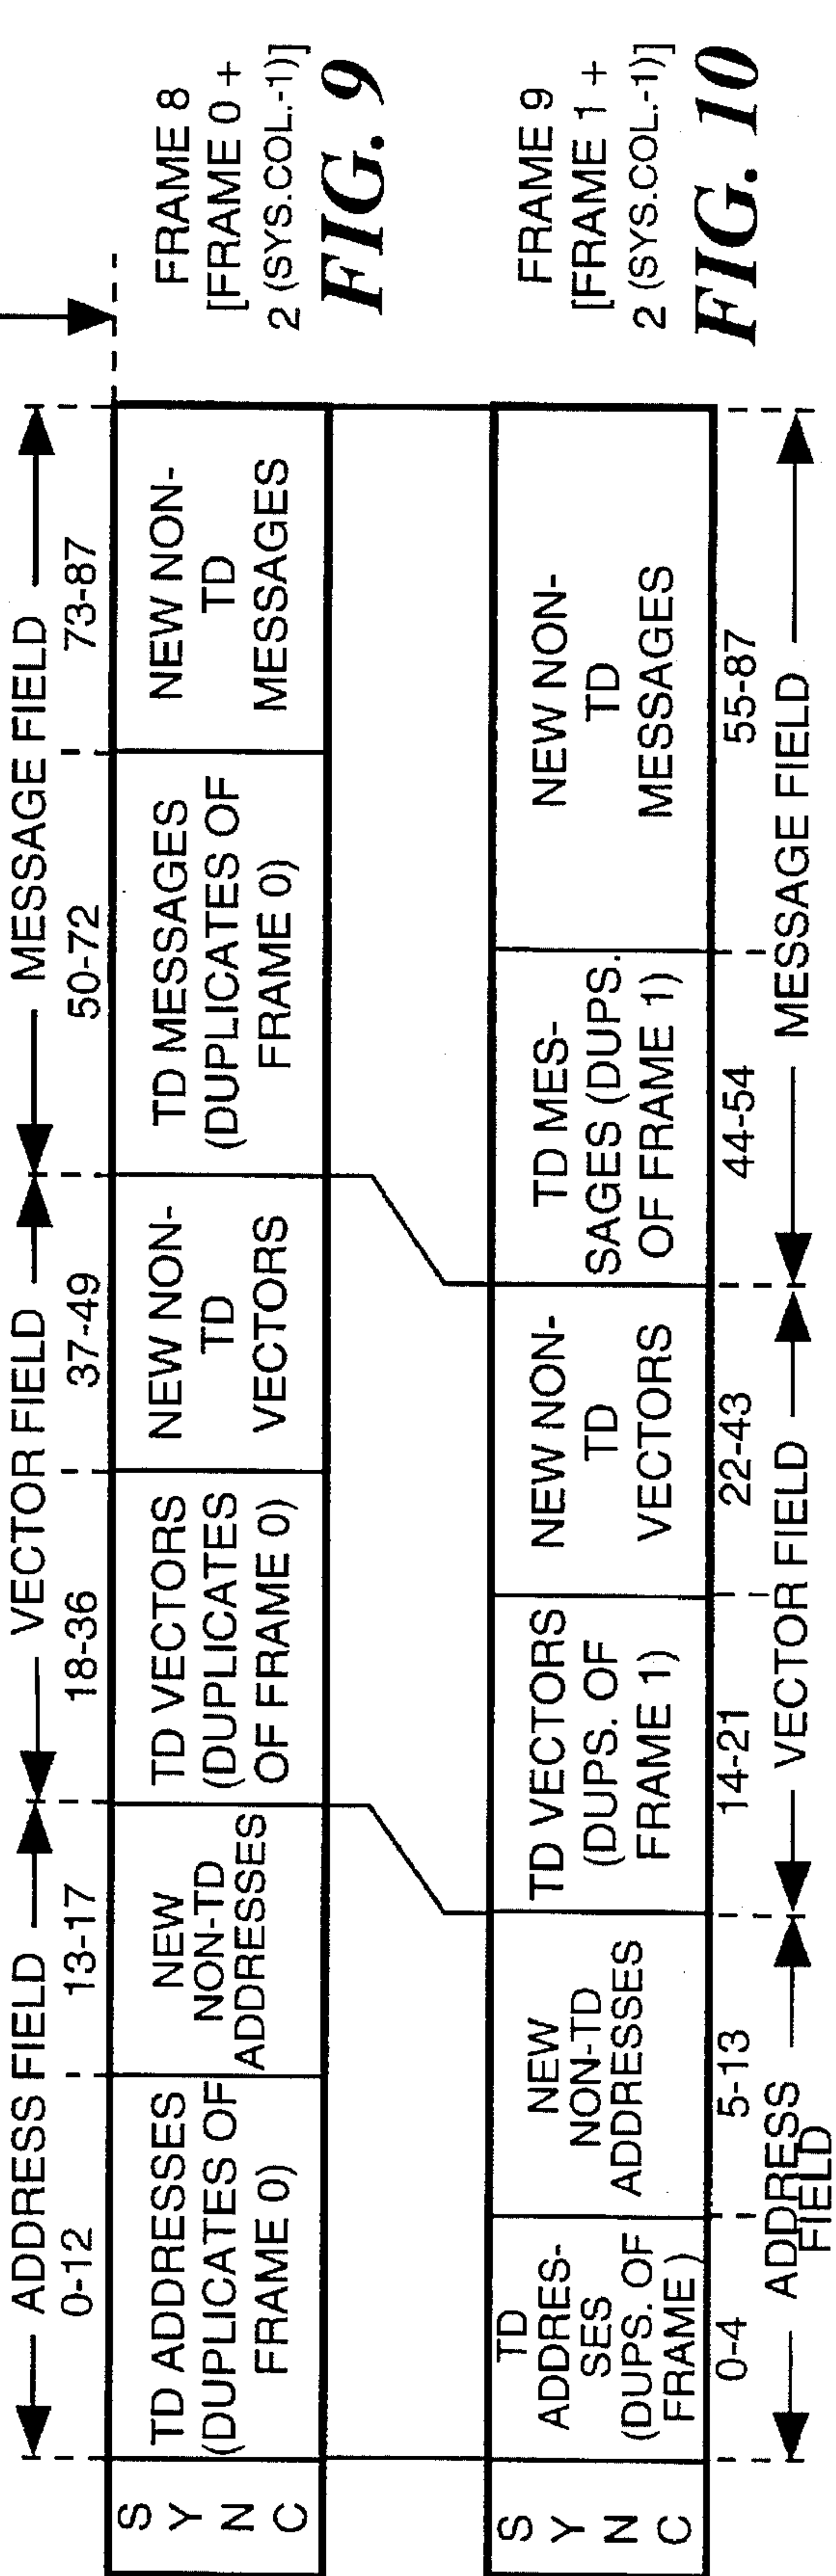 ADDRESS FIELD
VECTOR FIELD
MESSAGE FIELD
0-12
13-17
18-36
37-49
50-72
73-87
S
Y
N
C
TD ADDRESSES
(DUPLICATES OF
FRAME 0)
NEW
NON-TD
ADDRESSES
TD VECTORS
(DUPLICATES
OF FRAME 0)
NEW NON-
TD
VECTORS
TD MESSAGES
(DUPLICATES OF
FRAME 0)
NEW NON-
TD
MESSAGES
FRAME 8
[FRAME 0 +
2 (SYS.COL.-1)]
FIG. 9
S
Y
N
C
TD
ADDRES-
SES
(DUPS. OF
FRAME )
NEW
NON-TD
ADDRESSES
TD VECTORS
(DUPS. OF
FRAME 1)
NEW NON-
TD
VECTORS
TD MES-
SAGES (DUPS.
OF FRAME 1)
NEW NON-
TD
MESSAGES
FRAME 9
[FRAME 1 +
2 (SYS.COL.-1)]
FIG. 10
0-4
5-13
14-21
22-43
44-54
55-87
ADDRESS
FIELD
VECTOR FIELD
MESSAGE FIELD